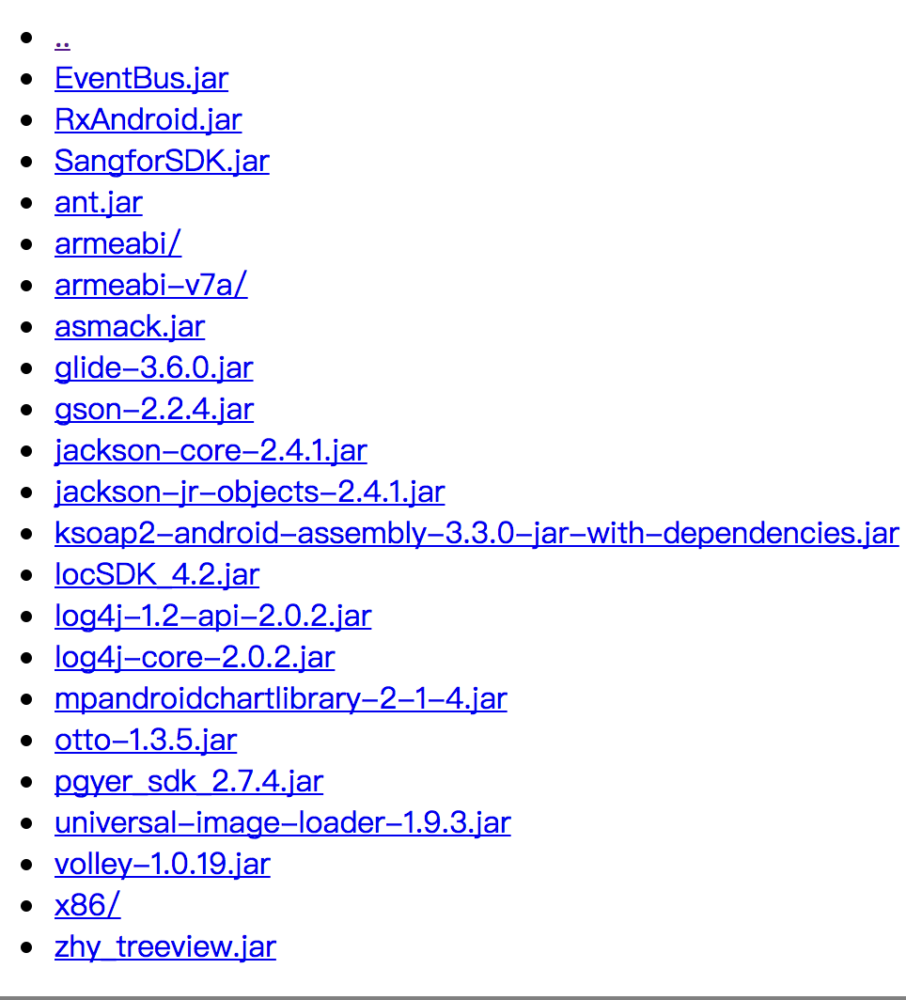 ..
EventBus.jar
RxAndroid.jar
SangforSDK.jar
ant.jar
armeabi/
armeabi-v7a/
asmack.jar
glide-3.6.0.jar
gson-2.2.4.jar
jackson-core-2.4.1.jar
jackson-jr-objects-2.4.1.jar
ksoap2-android-assembly-3.3.0-jar-with-dependencies.jar
locSDK_4.2.jar
log4j-1.2-api-2.0.2.jar
log4j-core-2.0.2.jar
mpandroidchartlibrary-2-1-4.jar
otto-1.3.5.jar
pgyer_sdk_2.7.4.jar
universal-image-loader-1.9.3.jar
volley-1.0.19.jar
x86/
zhy_treeview.jar